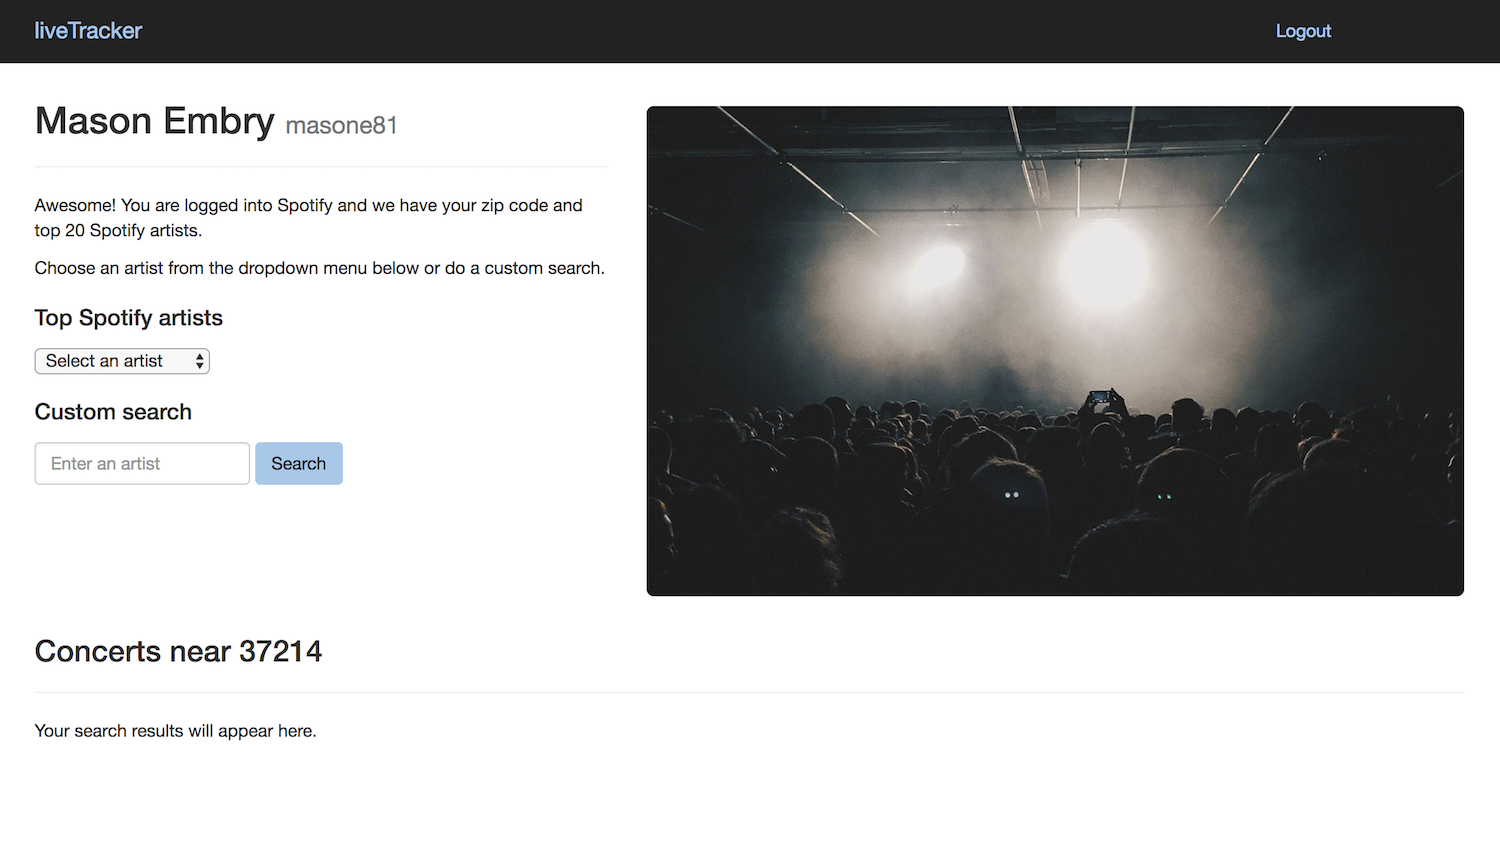 liveTracker
Logout
Mason Embry masone81
Awesome! You are logged into Spotify and we have your zip code and
top 20 Spotify artists.
Choose an artist from the dropdown menu below or do a custom search.
Top Spotify artists
Select an artist
Custom search
Enter an artist
Search
Concerts near 37214
Your search results will appear here.